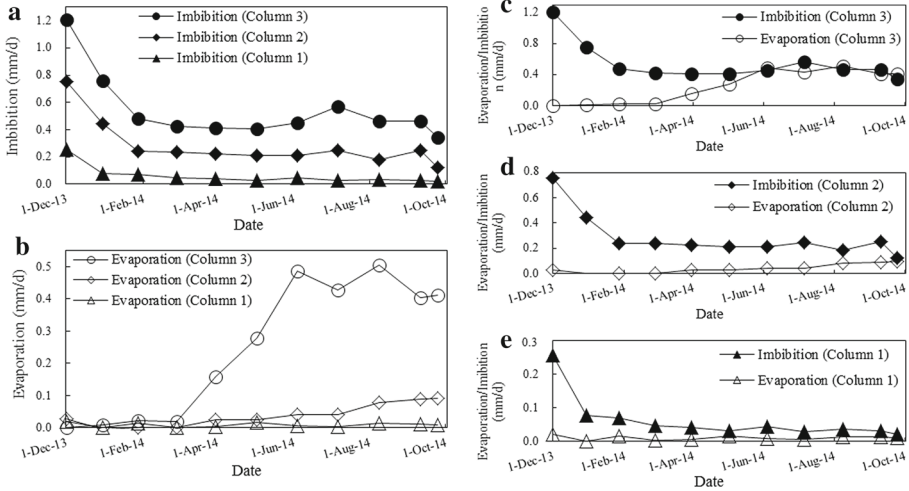 a
Imbibition (mm/d)
1.2
1.0
0.8
0.6
0.4
0.2
0.0
Imbibition (Column 3)
Imbibition (Column 2)
Imbibition (Column 1)
1-Dec-13
1-Feb-14
1-Apr-14
1-Jun-14
1-Aug-14
1-Oct-14
Date
b
Evaporation (mm/d)
0.5
0.4
0.3
0.2
0.1
0.0
Evaporation (Column 3)
Evaporation (Column 2)
Evaporation (Column 1)
1-Dec-13
1-Feb-14
1-Apr-14
1-Jun-14
1-Aug-14
1-Oct-14
Date
c
Evaporation/Imbibitio
n (mm/d)
1.2
0.8
0.4
0.0
Imbibition (Column 3)
Evaporation (Column 3)
1-Dec-13
1-Feb-14
1-Apr-14
1-Jun-14
1-Aug-14
1-Oct-14
Date
d
Evaporation/Imbibition
(mm/d)
0.8
0.6
0.4
0.2
0.0
Imbibition (Column 2)
Evaporation (Column 2)
1-Dec-13
1-Feb-14
1-Apr-14
1-Jun-14
1-Aug-14
1-Oct-14
Date
e
Evaporation/Imbibition
(mm/d)
0.3
0.2
0.1
0.0
Imbibition (Column 1)
Evaporation (Column 1)
1-Dec-13
1-Feb-14
1-Apr-14
1-Jun-14
1-Aug-14
1-Oct-14
Date